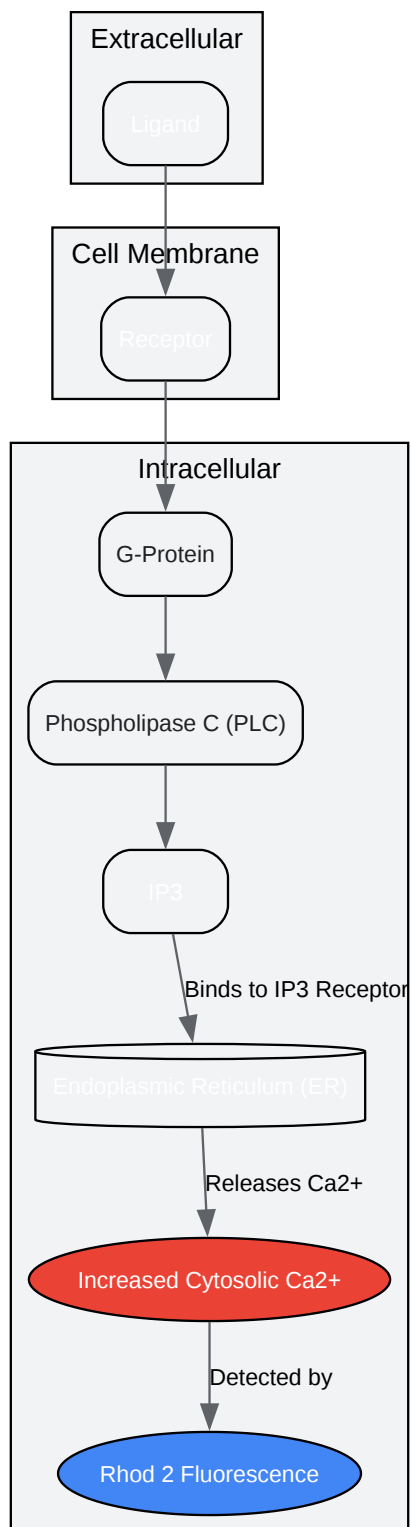 Extracellular
Ligand
Cell Membrane
Receptor
Intracellular
G-Protein
Phospholipase C (PLC)
IP3
Binds to IP3 Receptor
Endoplasmic Reticulum (ER)
Releases Ca2+
Increased Cytosolic Ca2+
Detected by
Rhod 2 Fluorescence